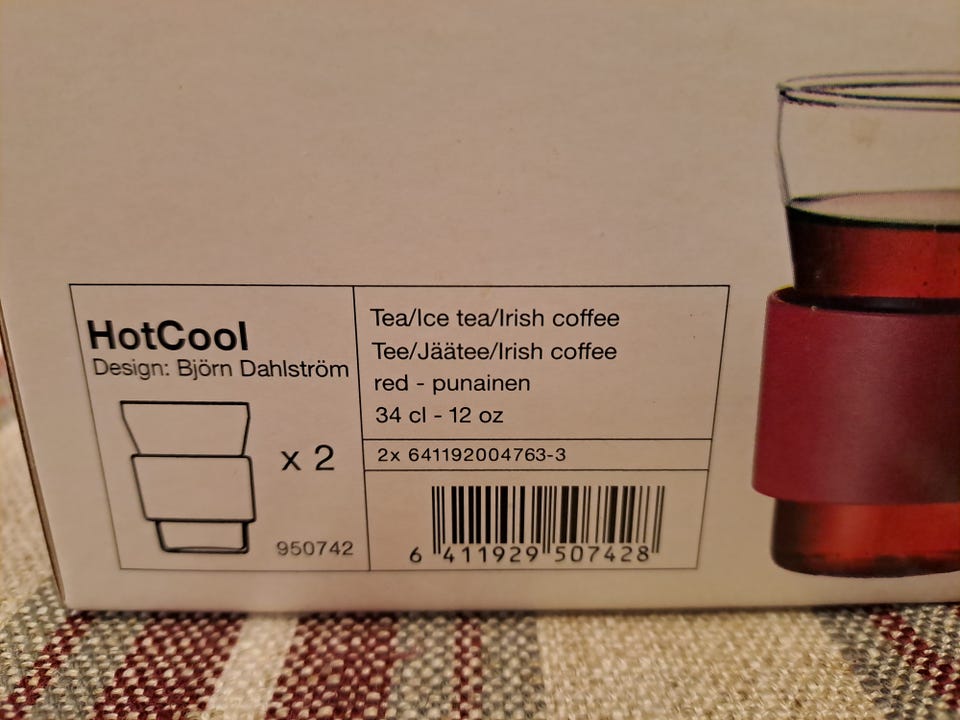 HotCool
Design: Björn Dahlström
x 2
950742
Tea/Ice tea/Irish coffee
Tee/Jäätee/Irish coffee
red - punainen
34 cl - 12 oz
2x 641192004763-3
6 411929 507428